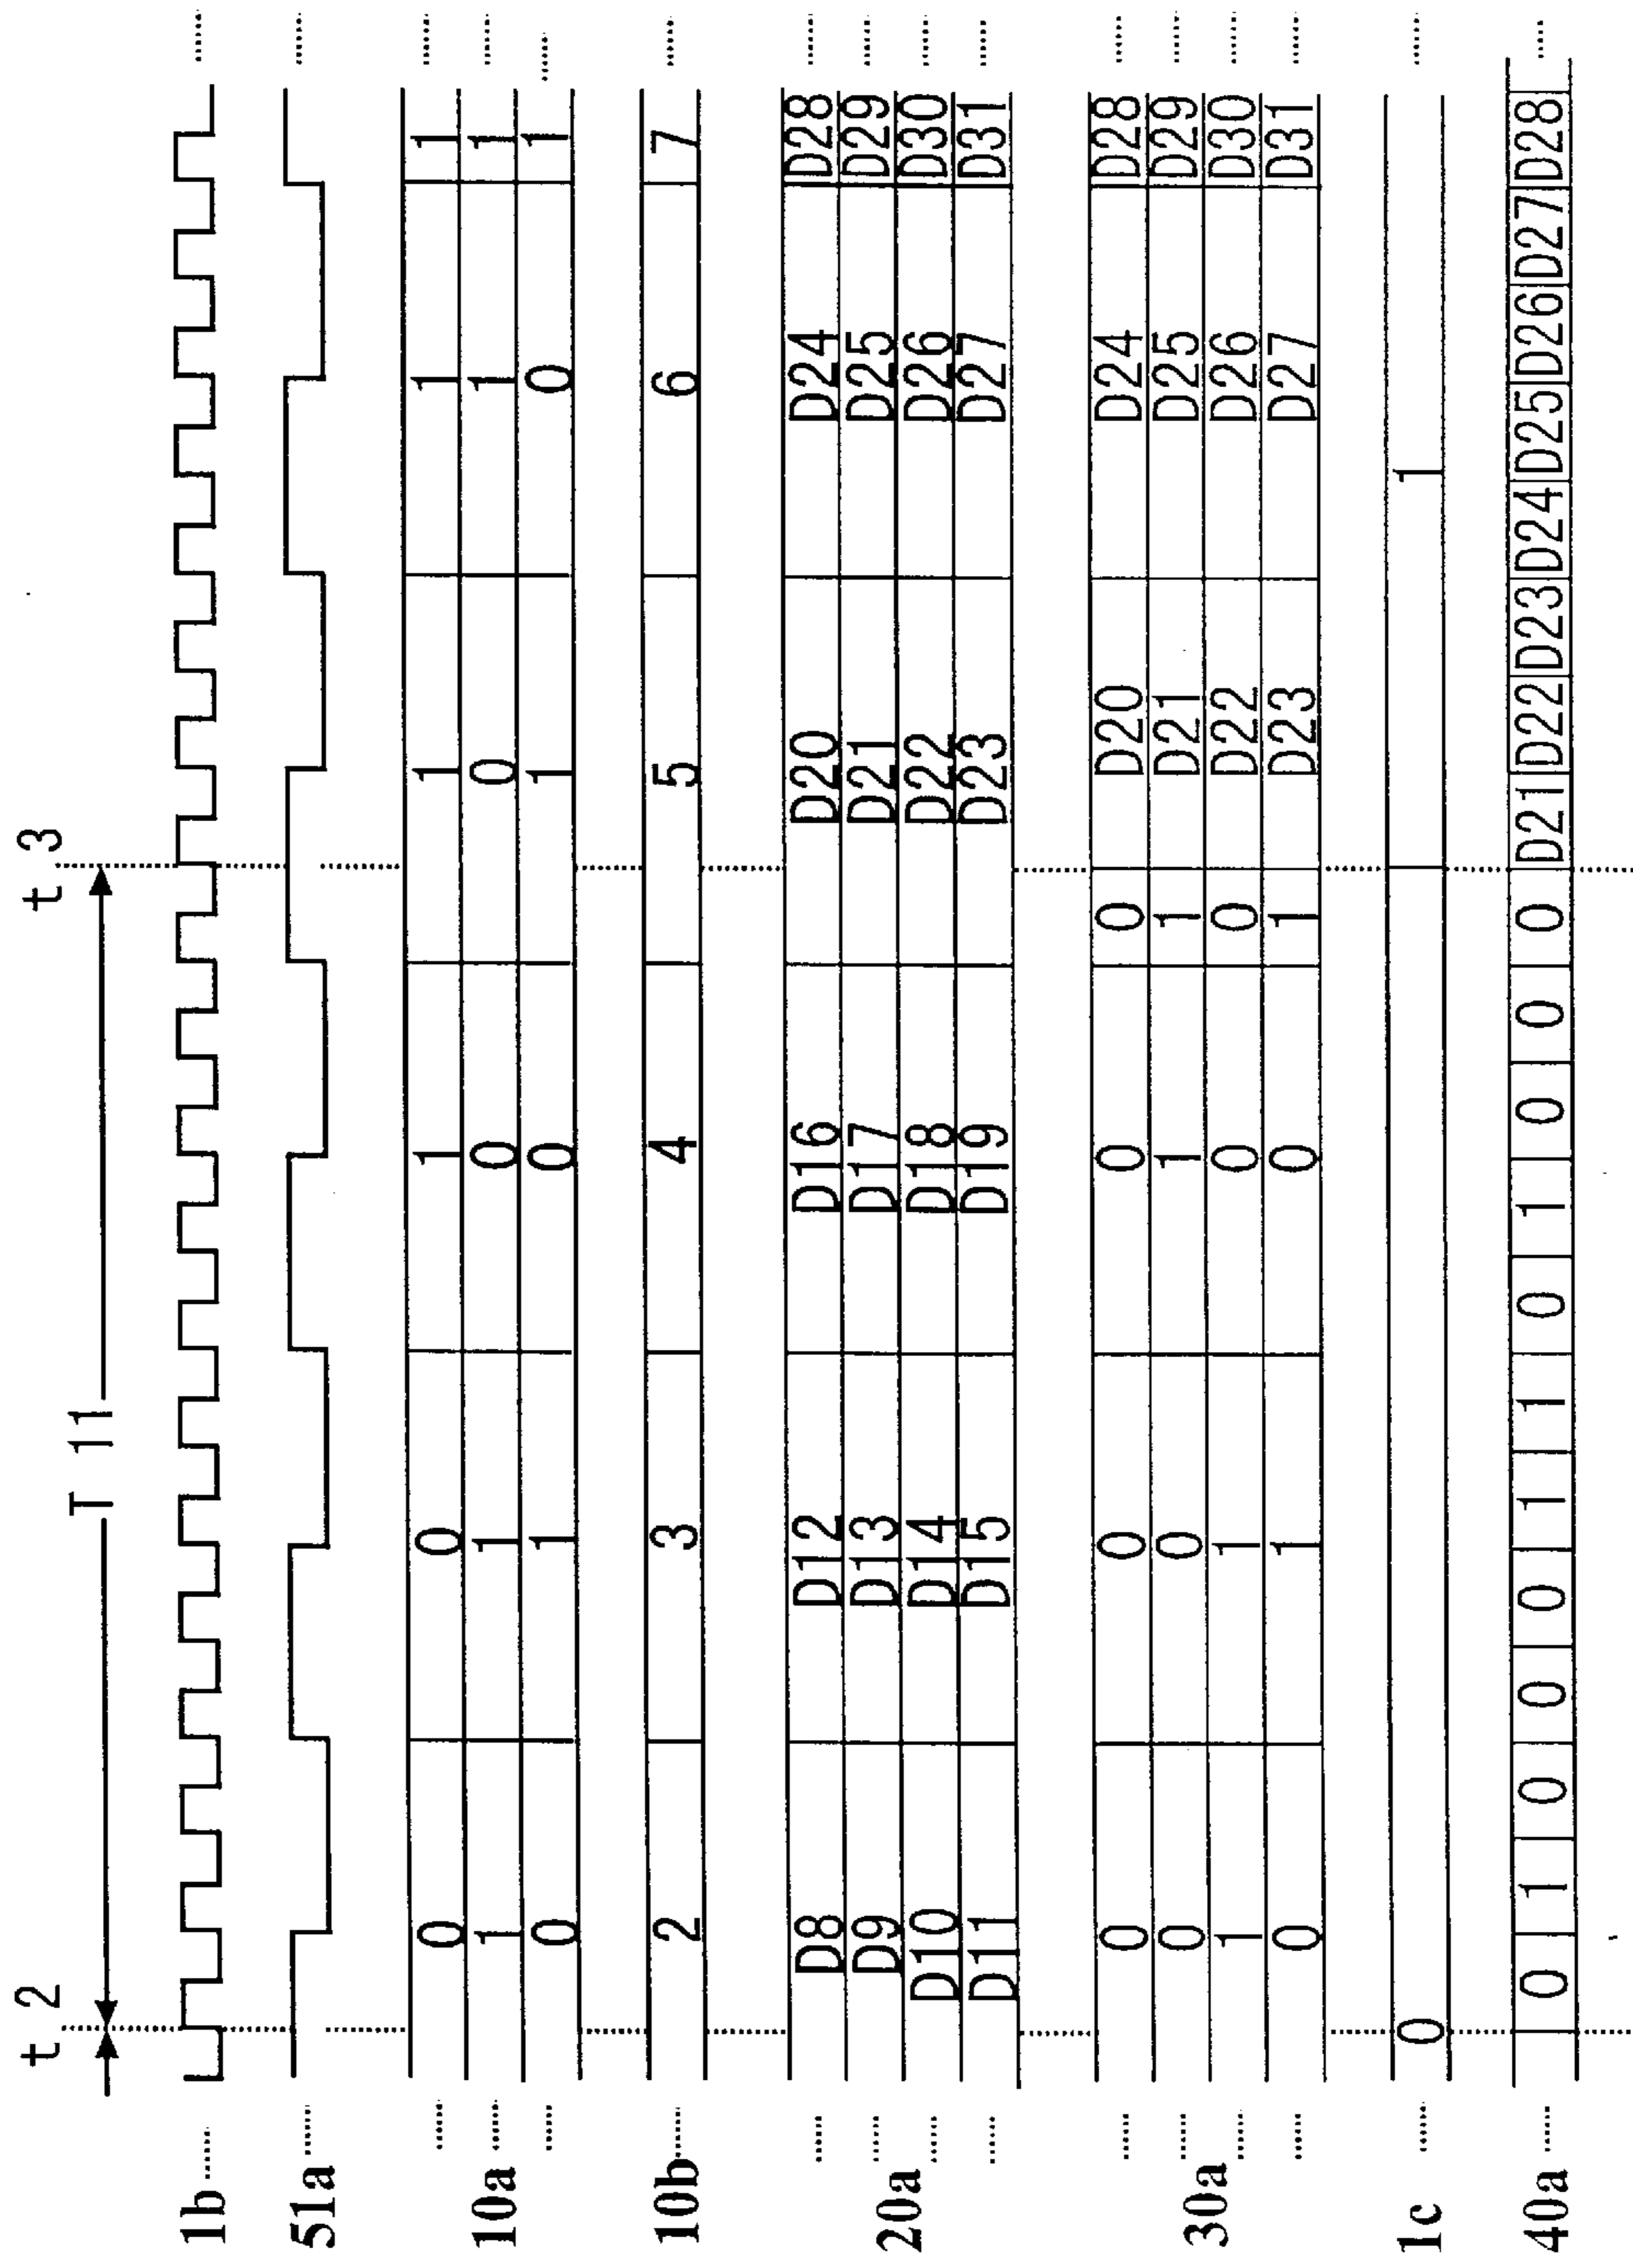 t 2 t 3
T 11
1b
51a
0 0 1 1 1 1
10a 1 1 0 0 1 1
0 1 0 1 0 1
10b 2 3 4 5 6 7
D8 D12 D16 D20 D24 D28
20a D9 D13 D17 D21 D25 D29
D10 D14 D18 D22 D26 D30
D11 D15 D19 D23 D27 D31
0 0 0 0 D20 D24 D28
30a 0 0 1 1 D21 D25 D29
1 1 0 0 D22 D26 D30
0 1 0 1 D23 D27 D31
1c 0 1
40a 0 1 0 0 0 1 1 0 1 0 0 0 D21 D22 D23 D24 D25 D26 D27 D28